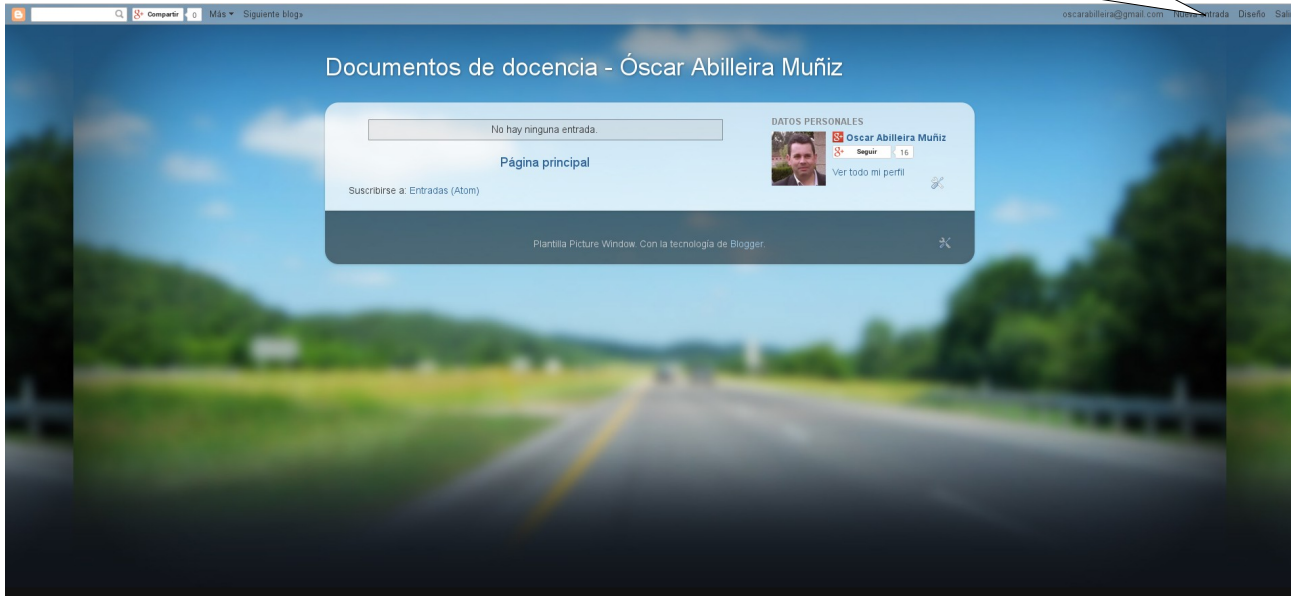 Compartir 0 Más Siguiente blog» oscarabilleira@gmail.com Nueva entrada Diseño
Documentos de docencia - Óscar Abilleira Muñiz
No hay ninguna entrada.
Página principal
Suscribirse a: Entradas (Atom)
DATOS PERSONALES
Oscar Abilleira Muñiz
Seguir 16
Ver todo mi perfil
Plantilla Picture Window. Con la tecnología de Blogger.